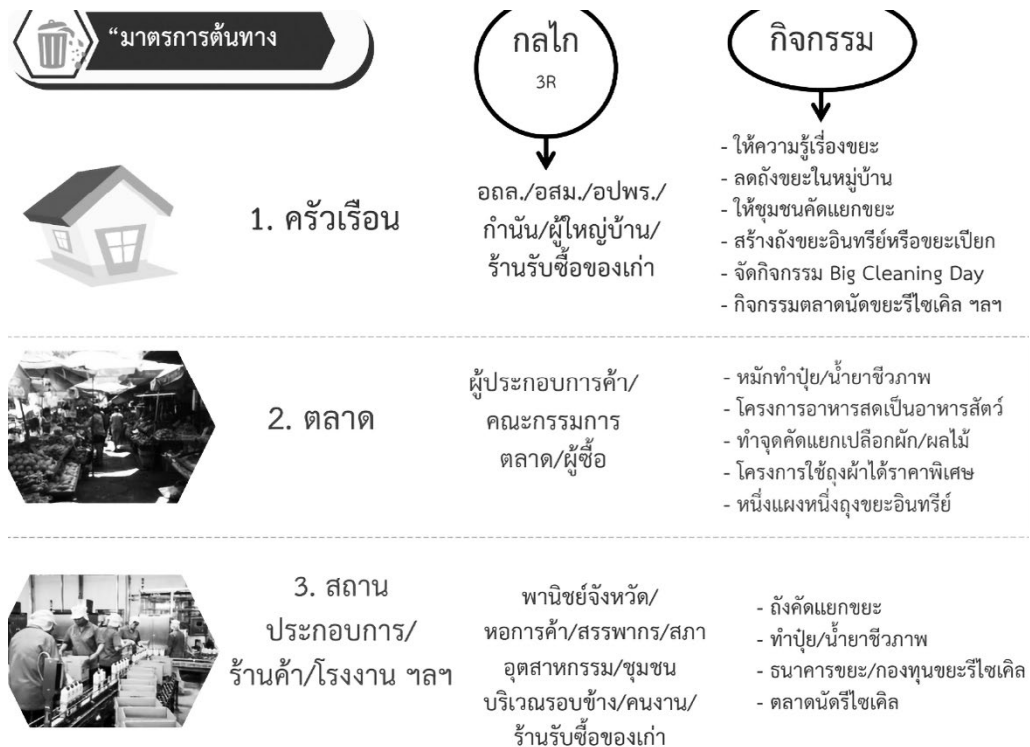 “มาตรการต้นทาง
กลไก
3R
กิจกรรม
1. ครัวเรือน
อถล./อสม./อปพร./
กำนัน/ผู้ใหญ่บ้าน/
ร้านรับซื้อของเก่า
- ให้ความรู้เรื่องขยะ
- ลดถังขยะในหมู่บ้าน
- ให้ชุมชนคัดแยกขยะ
- สร้างถังขยะอินทรีย์หรือขยะเปียก
- จัดกิจกรรม Big Cleaning Day
- กิจกรรมตลาดนัดขยะรีไซเคิล ฯลฯ
2. ตลาด
ผู้ประกอบการค้า/
คณะกรรมการ
ตลาด/ผู้ซื้อ
- หมักทำปุ๋ย/น้ำยาชีวภาพ
- โครงการอาหารสดเป็นอาหารสัตว์
- ทำจุดคัดแยกเปลือกผัก/ผลไม้
- โครงการใช้ถุงผ้าได้ราคาพิเศษ
- หนึ่งแผงหนึ่งถุงขยะอินทรีย์
3. สถาน
ประกอบการ/
ร้านค้า/โรงงาน ฯลฯ
พานิชย์จังหวัด/
หอการค้า/สรรพากร/สภา
อุตสาหกรรม/ชุมชน
บริเวณรอบข้าง/คนงาน/
ร้านรับซื้อของเก่า
- ถังคัดแยกขยะ
- ทำปุ๋ย/น้ำยาชีวภาพ
- ธนาคารขยะ/กองทุนขยะรีไซเคิล
- ตลาดนัดรีไซเคิล